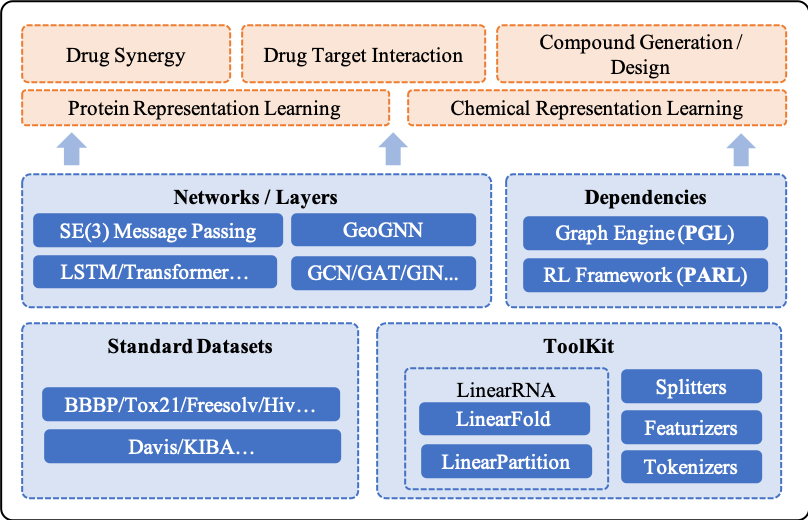 Drug Synergy
Drug Target Interaction
Compound Generation /
Design
Protein Representation Learning
Chemical Representation Learning
Networks / Layers
SE(3) Message Passing
GeoGNN
LSTM/Transformer…
GCN/GAT/GIN...
Dependencies
Graph Engine (PGL)
RL Framework (PARL)
Standard Datasets
BBBP/Tox21/Freesolv/Hiv…
Davis/KIBA…
ToolKit
LinearRNA
LinearFold
LinearPartition
Splitters
Featurizers
Tokenizers